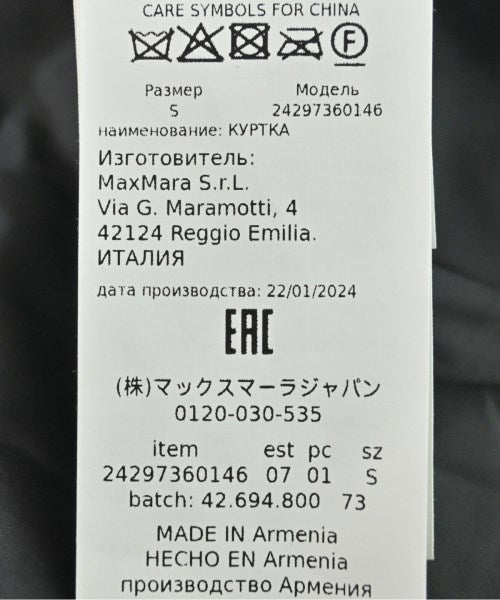 CARE SYMBOLS FOR CHINA
F
Размер Модель
S 24297360146
наименование: КУРТКА
Изготовитель:
MaxMara S.r.L.
Via G. Maramotti, 4
42124 Reggio Emilia.
ИТАЛИЯ
дата производства: 22/01/2024
EAC
(株)マックスマーラジャパン
0120-030-535
item est pc sz
24297360146 07 01 S
batch: 42.694.800 73
MADE IN Armenia
HECHO EN Armenia
производство Армения